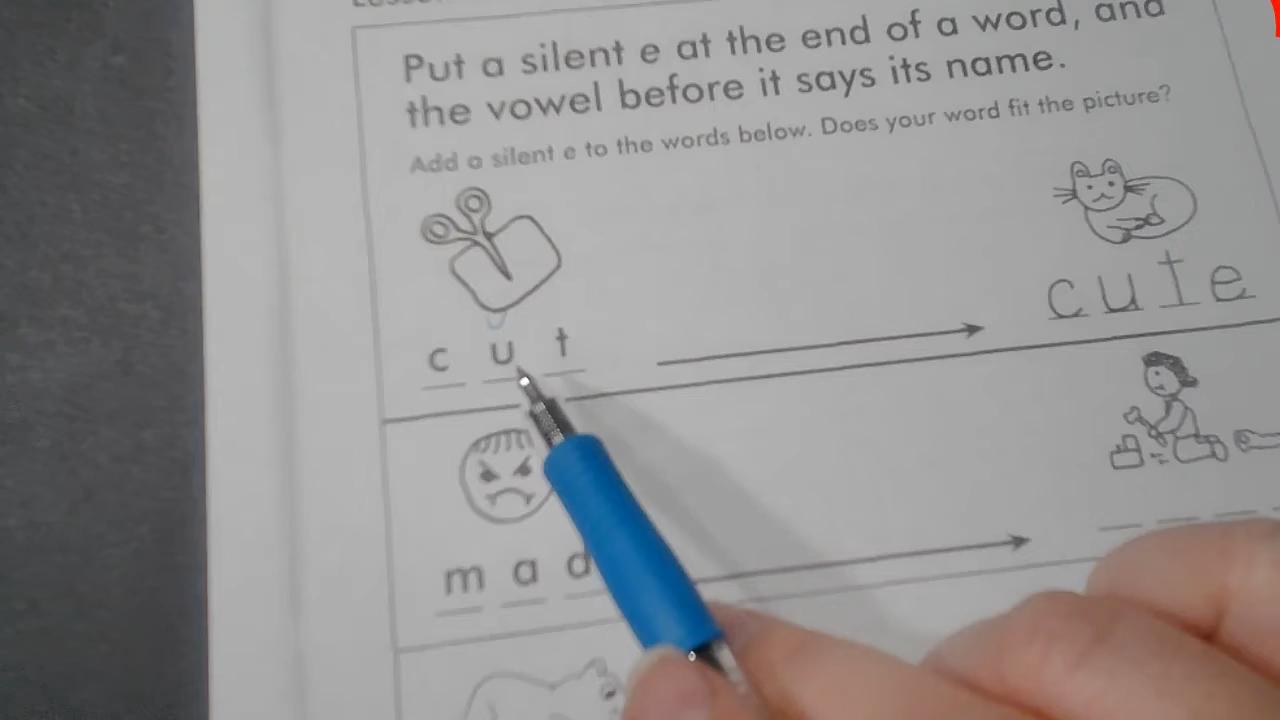 Put a silent e at the end of a word, and
the vowel before it says its name.
Add a silent e to the words below. Does your word fit the picture?
c u t
cute
m a d